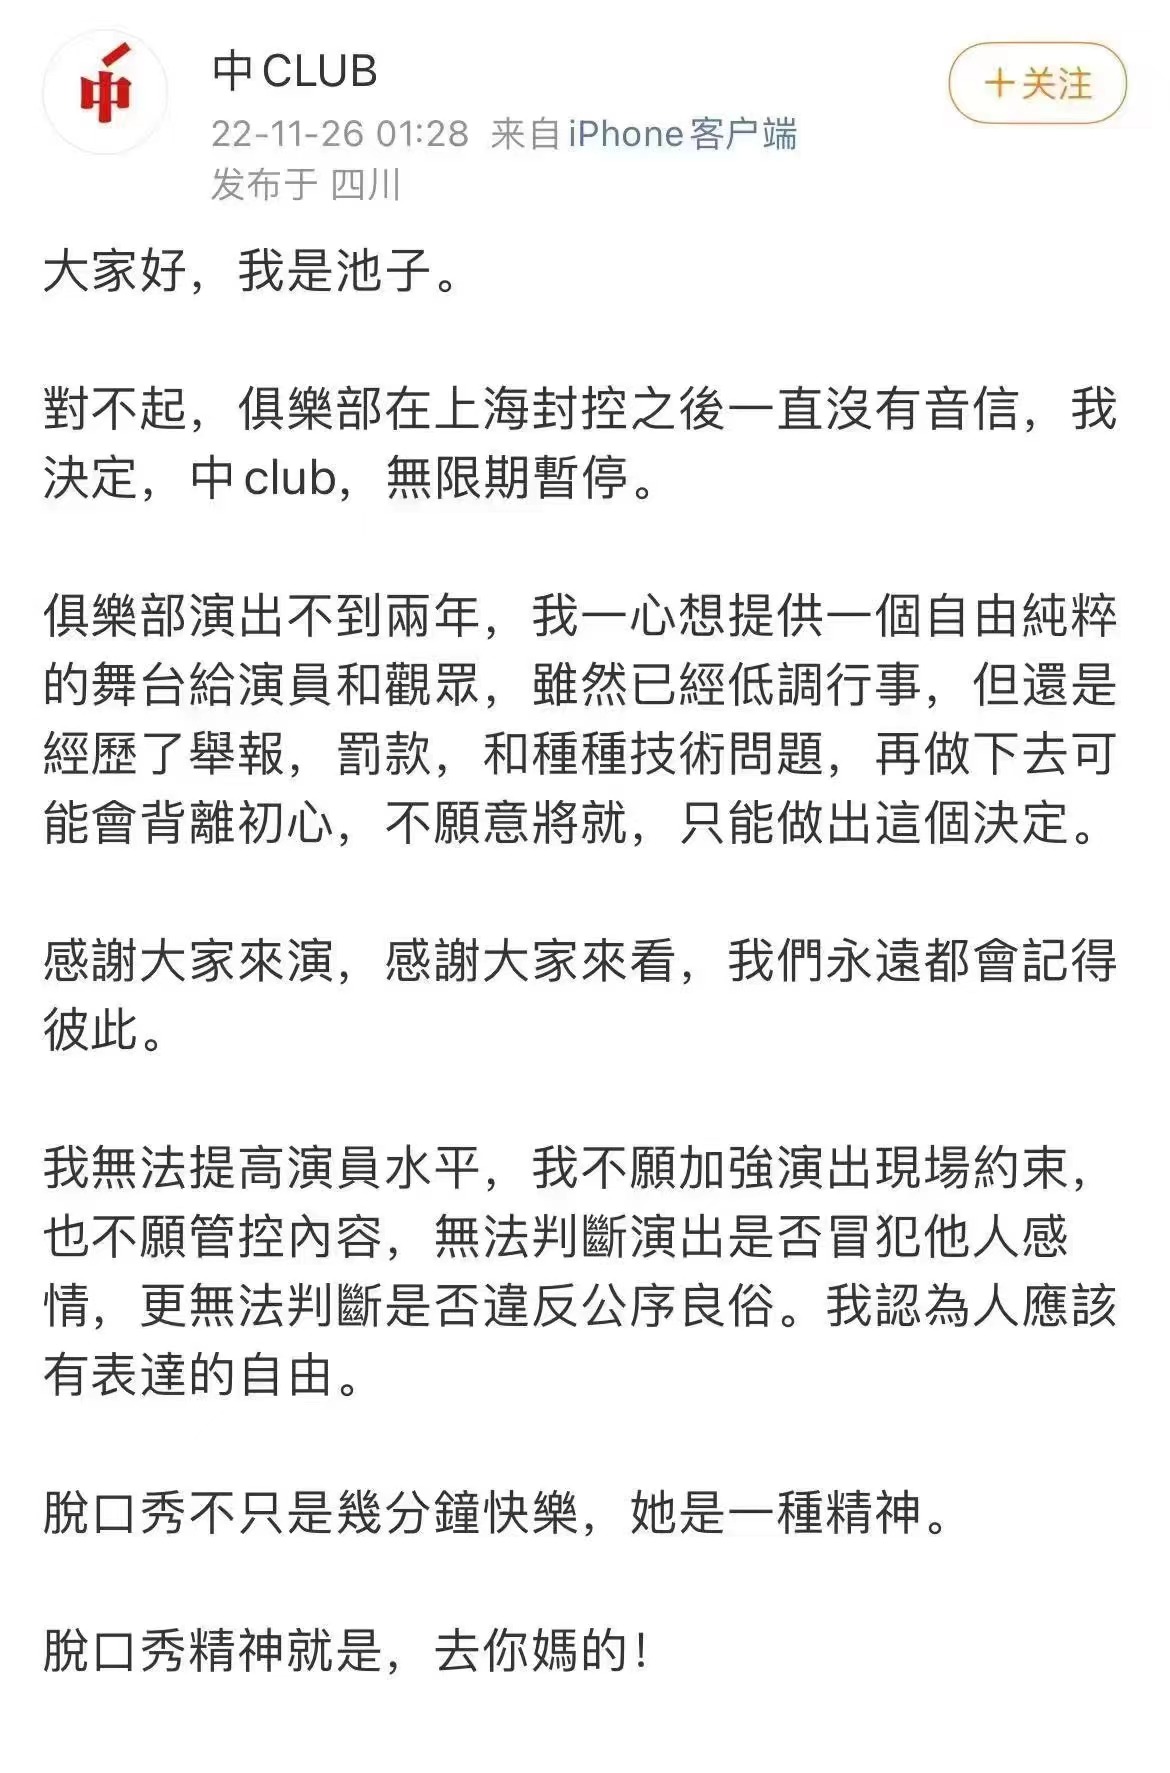 中
中CLUB
+关注
22-11-26 01:28 来自iPhone客户端
发布于 四川
大家好，我是池子。
對不起，俱樂部在上海封控之後一直沒有音信，我
決定，中club，無限期暫停。
俱樂部演出不到兩年，我一心想提供一個自由純粹
的舞台給演員和觀眾，雖然已經低調行事，但還是
經歷了舉報，罰款，和種種技術問題，再做下去可
能會背離初心，不願意將就，只能做出這個決定。
感謝大家來演，感謝大家來看，我們永遠都會記得
彼此。
我無法提高演員水平，我不願加強演出現場約束，
也不願管控內容，無法判斷演出是否冒犯他人感
情，更無法判斷是否違反公序良俗。我認為人應該
有表達的自由。
脫口秀不只是幾分鐘快樂，她是一種精神。
脫口秀精神就是，去你媽的！